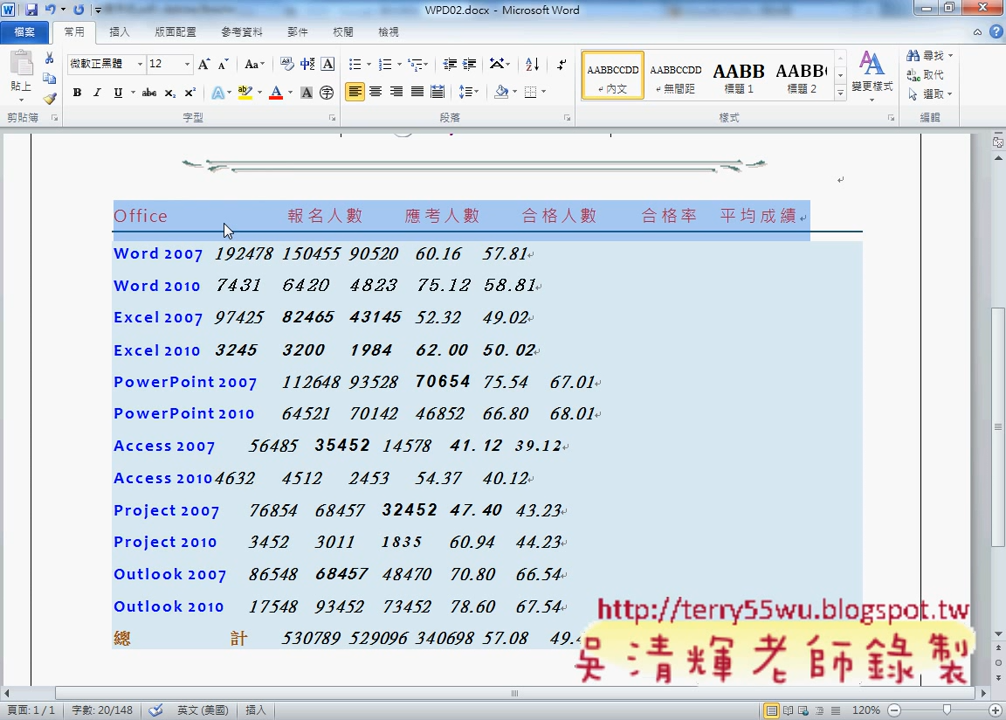 WPD02.docx - Microsoft Word
檔案 常用 插入 版面配置 參考資料 郵件 校閱 檢視
微軟正黑體 12
貼上
AABBCCDD AABBCCDD AABB AABB(
內文 無間距 標題 1 標題 2
變更樣式
尋找
取代
選取
剪貼簿 字型 段落 樣式 編輯
Office 報名人數 應考人數 合格人數 合格率 平均成績
Word 2007 192478 150455 90520 60.16 57.81
Word 2010 7431 6420 4823 75.12 58.81
Excel 2007 97425 82465 43145 52.32 49.02
Excel 2010 3245 3200 1984 62.00 50.02
PowerPoint 2007 112648 93528 70654 75.54 67.01
PowerPoint 2010 64521 70142 46852 66.80 68.01
Access 2007 56485 35452 14578 41.12 39.12
Access 2010 4632 4512 2453 54.37 40.12
Project 2007 76854 68457 32452 47.40 43.23
Project 2010 3452 3011 1835 60.94 44.23
Outlook 2007 86548 68457 48470 70.80 66.54
Outlook 2010 17548 93452 73452 78.60 67.54
總計 530789 529096 340698 57.08 49.4
http://terry55wu.blogspot.tw
吳清輝老師錄製
頁面: 1 / 1 字數: 20/148 英文 (美國) 插入 120%